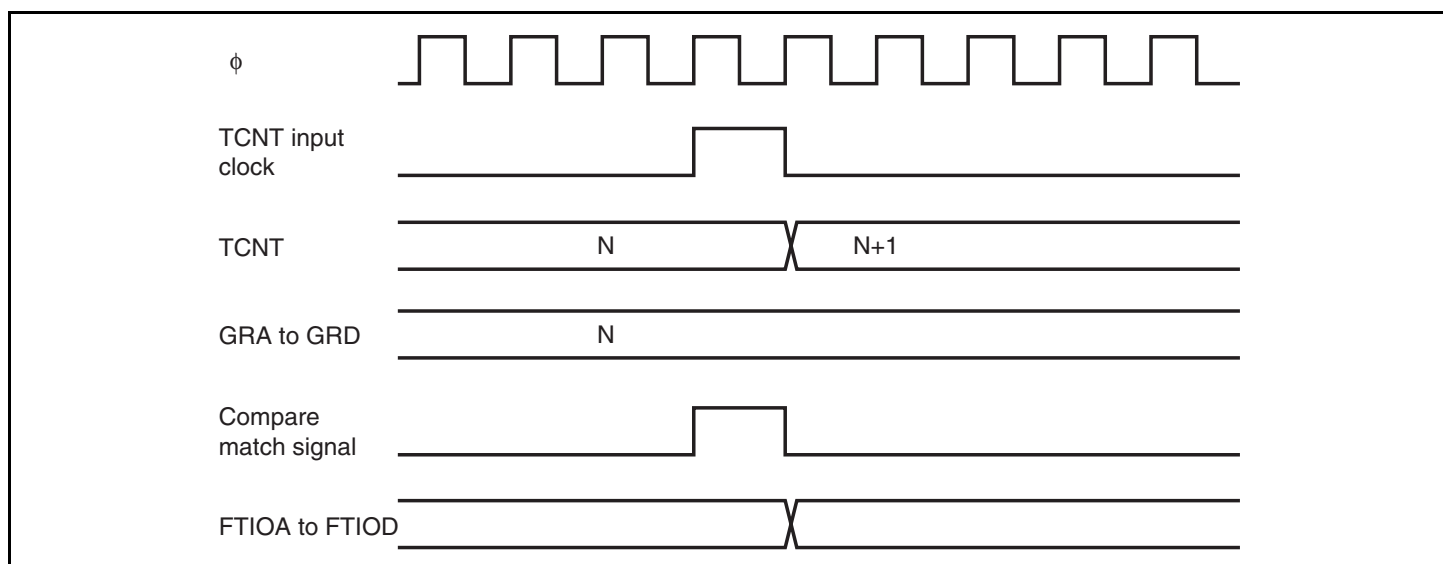 ϕ
TCNT input
clock
TCNT
N
N+1
GRA to GRD
N
Compare
match signal
FTIOA to FTIOD